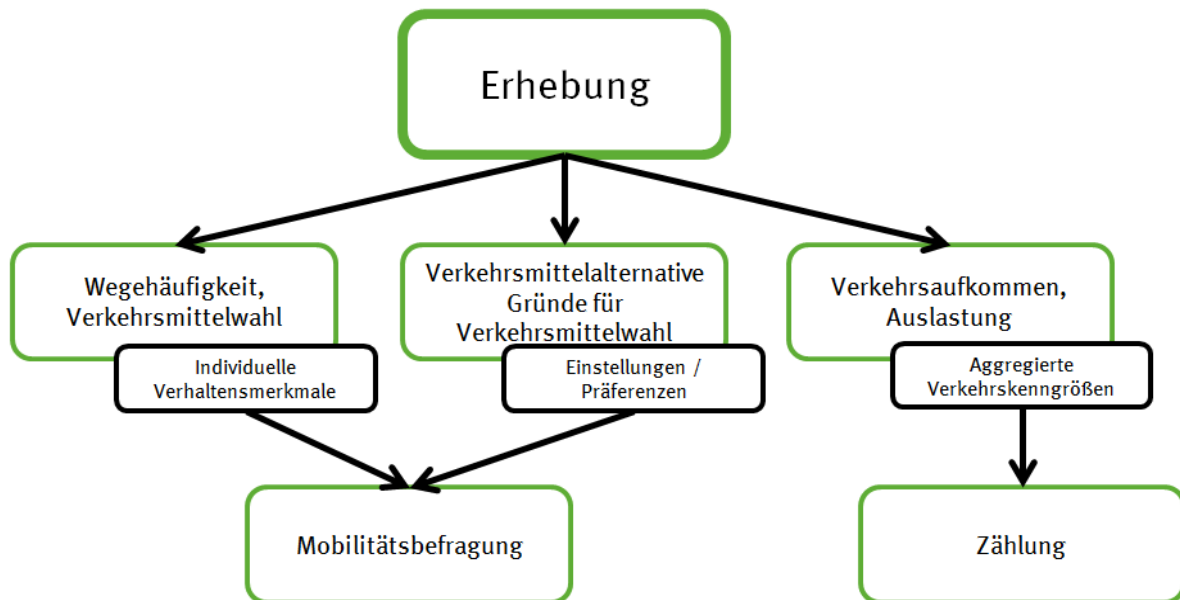 Erhebung
Wegehäufigkeit,
Verkehrsmittelwahl
Individuelle
Verhaltensmerkmale
Verkehrsmittelalternative
Gründe für
Verkehrsmittelwahl
Einstellungen /
Präferenzen
Verkehrsaufkommen,
Auslastung
Aggregierte
Verkehrskenngrößen
Mobilitätsbefragung
Zählung